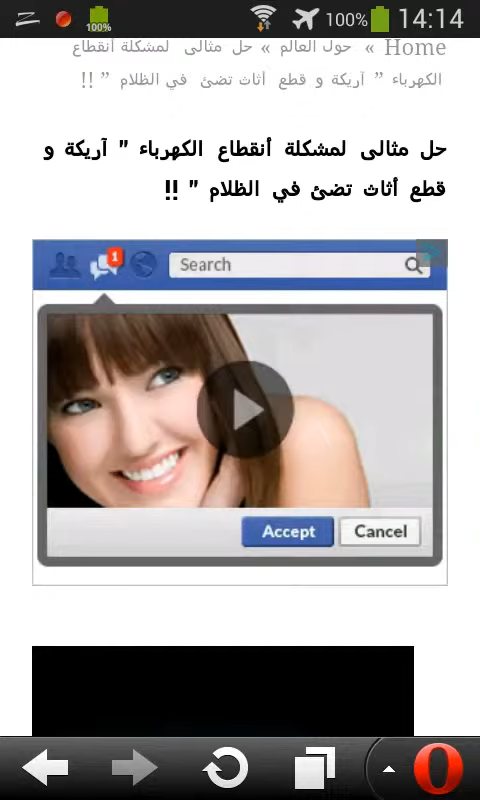 100%
100%
14:14
Home » حول العالم » حل مثالى لمشكلة أنقطاع
الكهرباء ” آريكة و قطع أثاث تضئ في الظلام ” !!
حل مثالى لمشكلة أنقطاع الكهرباء ” آريكة و
قطع أثاث تضئ في الظلام ” !!
1
Search
Accept
Cancel